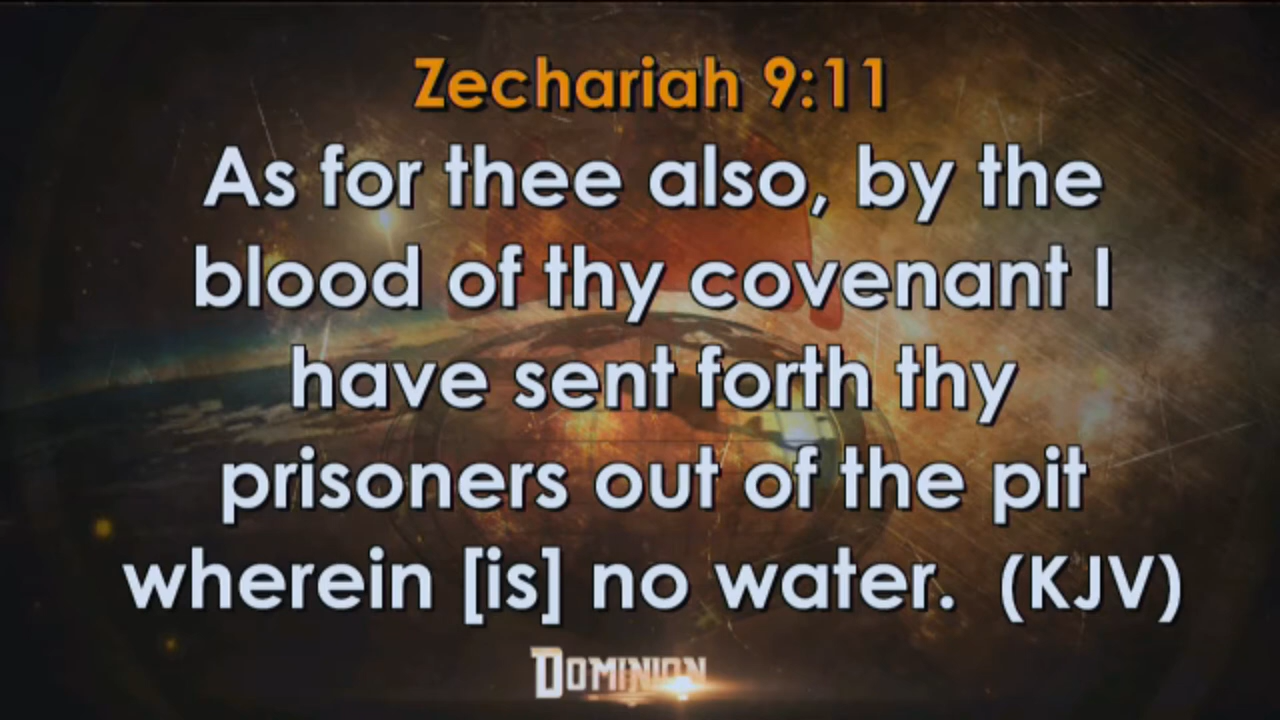 Zechariah 9:11
As for thee also, by the
blood of thy covenant I
have sent forth thy
prisoners out of the pit
wherein [is] no water.  (KJV)
DOMINION